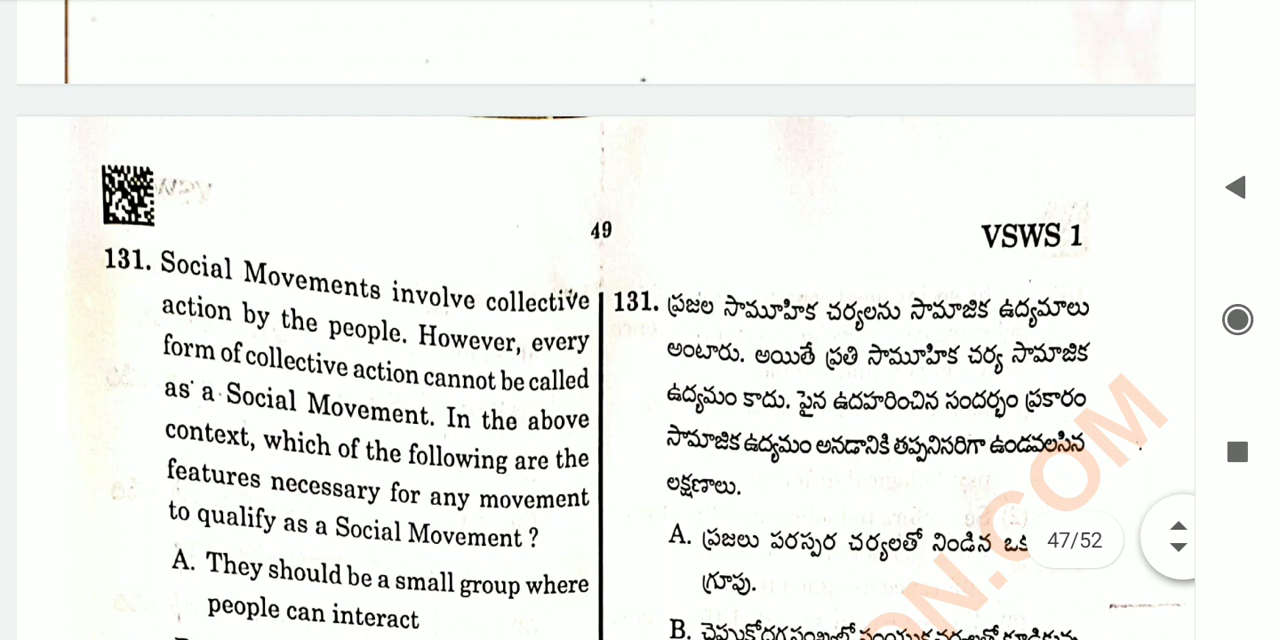 49
VSWS 1
131. Social Movements involve collective
action by the people. However, every
form of collective action cannot be called
as a Social Movement. In the above
context, which of the following are the
features necessary for any movement
to qualify as a Social Movement ?
A. They should be a small group where
people can interact
131. ప్రజల సామూహిక చర్యలను సామాజిక ఉద్యమాలు
అంటారు. అయితే ప్రతి సామూహిక చర్య సామాజిక
ఉద్యమం కాదు. పైన ఉదహరించిన సందర్భం ప్రకారం
సామాజిక ఉద్యమం అనడానికి తప్పనిసరిగా ఉండవలసిన
లక్షణాలు.
A. ప్రజలు పరస్పర చర్యలతో నిండిన ఒక
గ్రూపు.
B.
47/52
ON.COM